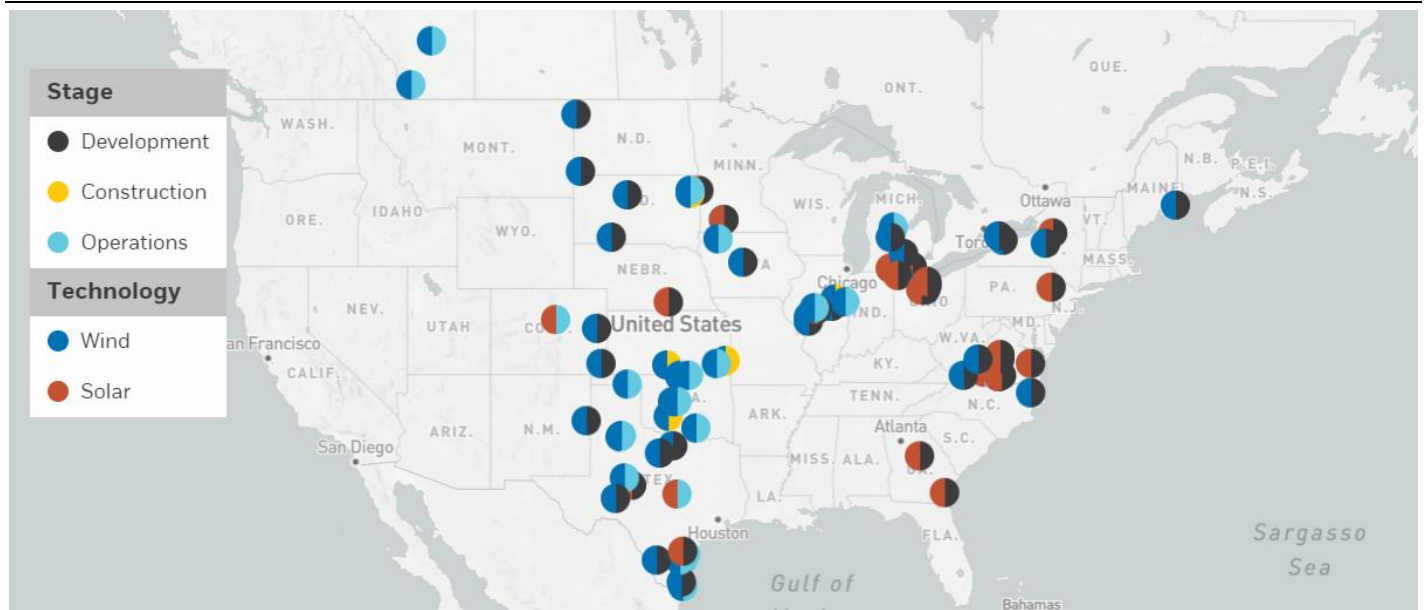 Stage
Development
Construction
Operations
Technology
Wind
Solar
QUE.
ONT.
WASH.
MONT.
N.D.
MINN.
N.B.
P.E.I.
MAINE
N.S.
Ottawa
WIS.
MICH.
VT.
ORE.
IDAHO
WYO.
MASS.
NEBR.
Chicago
PA.
N.J.
NEV.
UTAH
United States
IND.
OHIO
MD.
W.VA.
an Francisco
CALIF.
KY.
ARIZ.
N.M.
ARK.
TENN.
N.C.
San Diego
Atlanta
MISS.
ALA.
S.C.
GA.
TEX.
LA.
Houston
FLA.
Sargasso
Sea
Gulf of
Bahamas